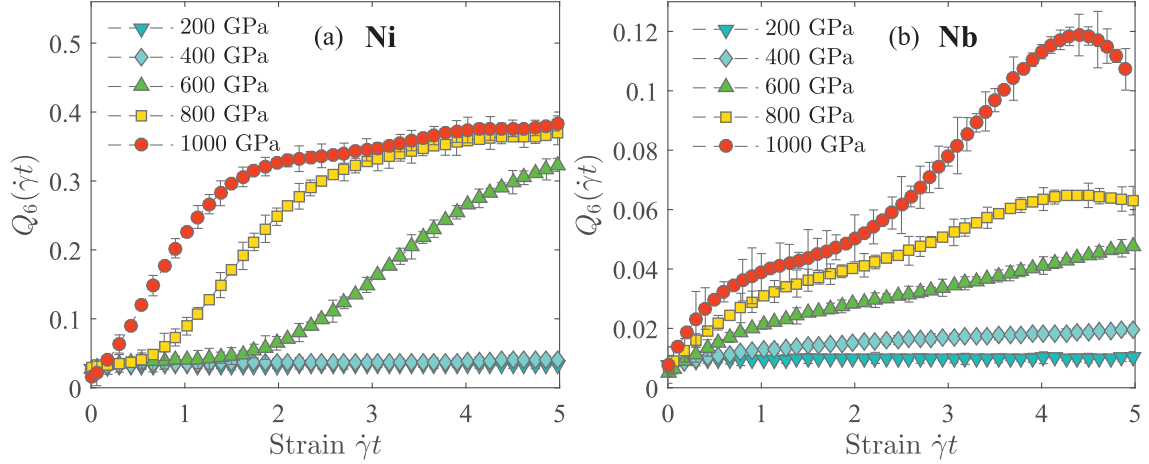 (a) Ni
200 GPa
400 GPa
600 GPa
800 GPa
1000 GPa
0.5
0.4
0.3
0.2
0.1
0
0 1 2 3 4 5
Q₆(γ̇t)
Strain γ̇t
(b) Nb
200 GPa
400 GPa
600 GPa
800 GPa
1000 GPa
0.12
0.10
0.08
0.06
0.04
0.02
0
0 1 2 3 4 5
Q₆(γ̇t)
Strain γ̇t